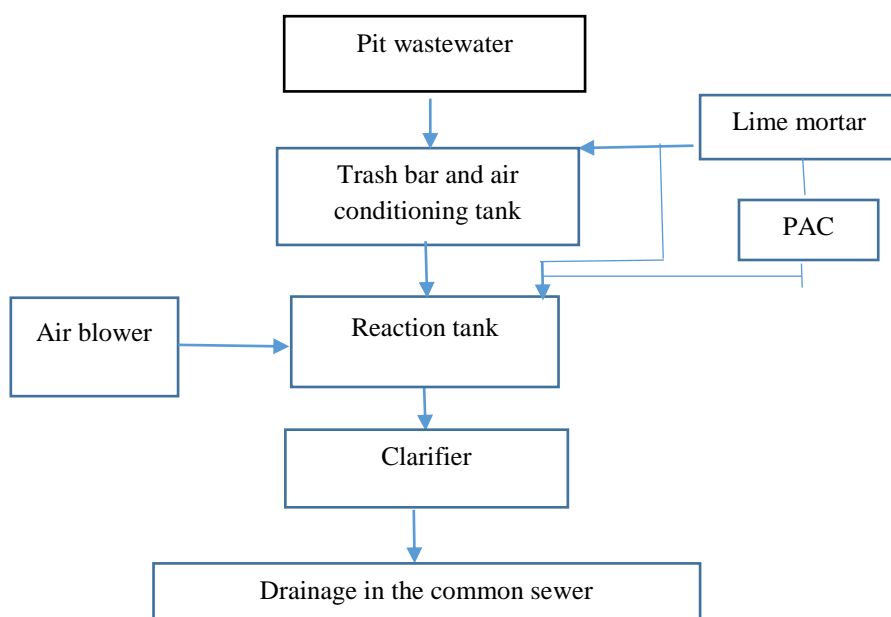 Pit wastewater
Lime mortar
Trash bar and air
conditioning tank
PAC
Air blower
Reaction tank
Clarifier
Drainage in the common sewer